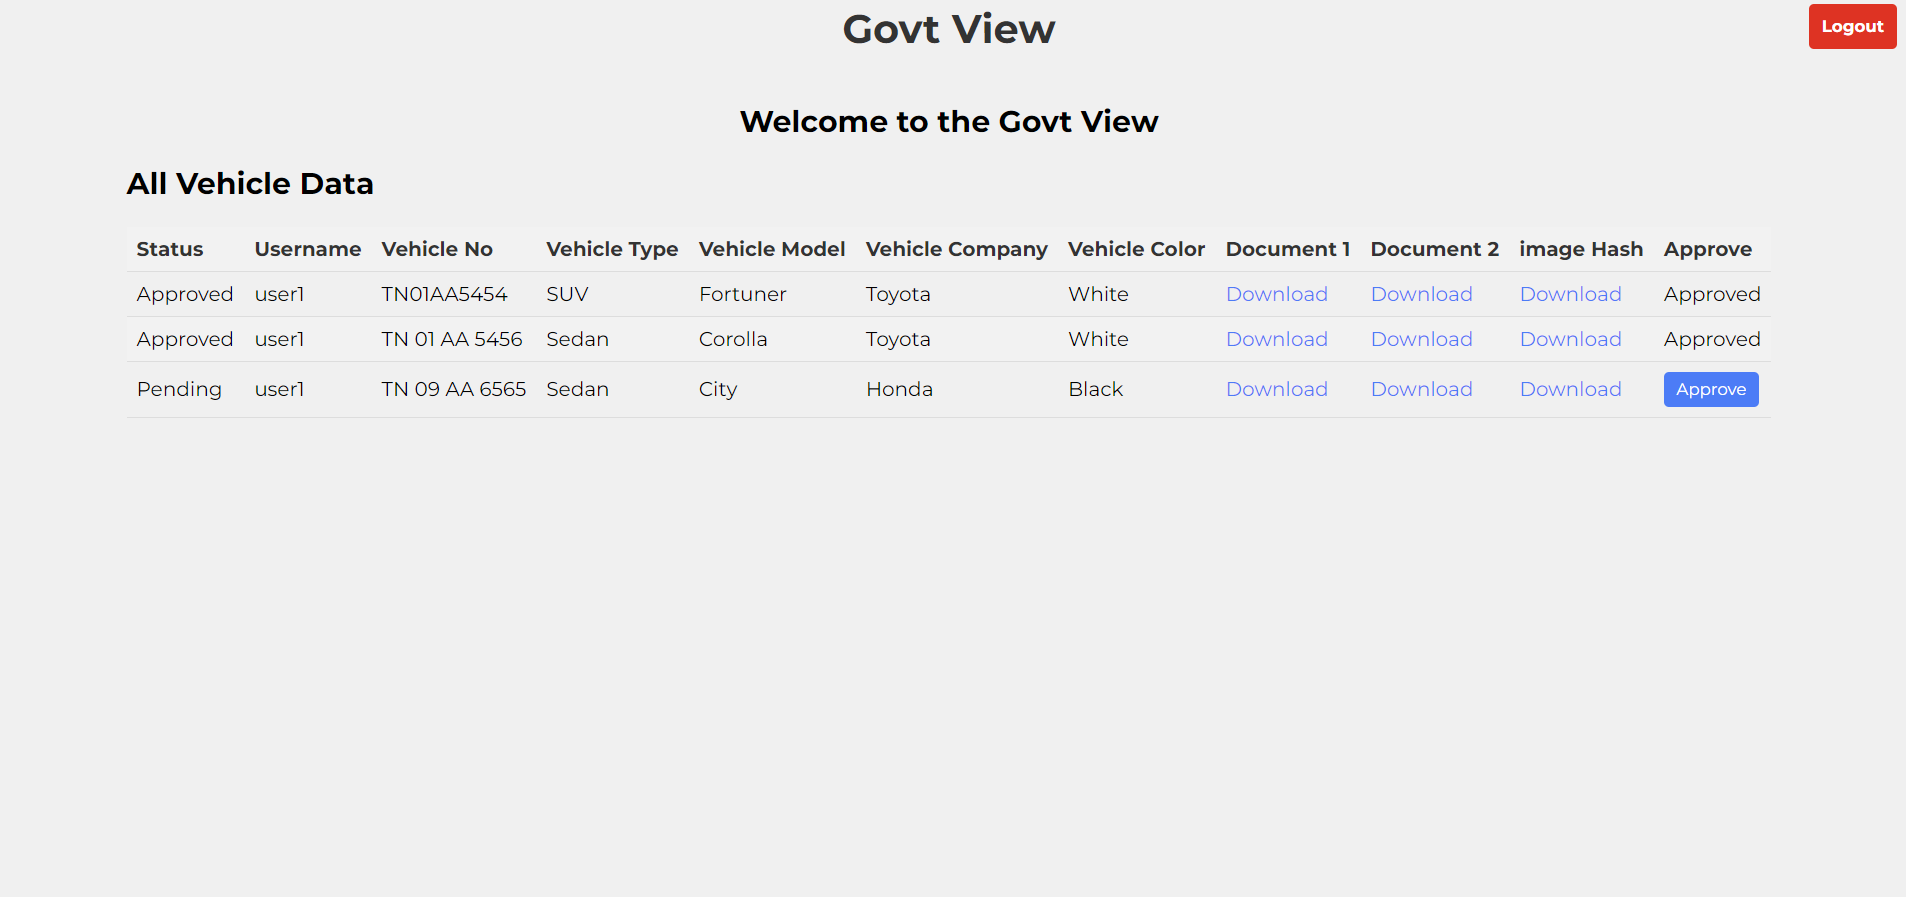 Govt View
Logout
Welcome to the Govt View
All Vehicle Data
Status Username Vehicle No Vehicle Type Vehicle Model Vehicle Company Vehicle Color Document 1 Document 2 image Hash Approve
Approved user1 TN01AA5454 SUV Fortuner Toyota White Download Download Download Approved
Approved user1 TN 01 AA 5456 Sedan Corolla Toyota White Download Download Download Approved
Pending user1 TN 09 AA 6565 Sedan City Honda Black Download Download Download Approve